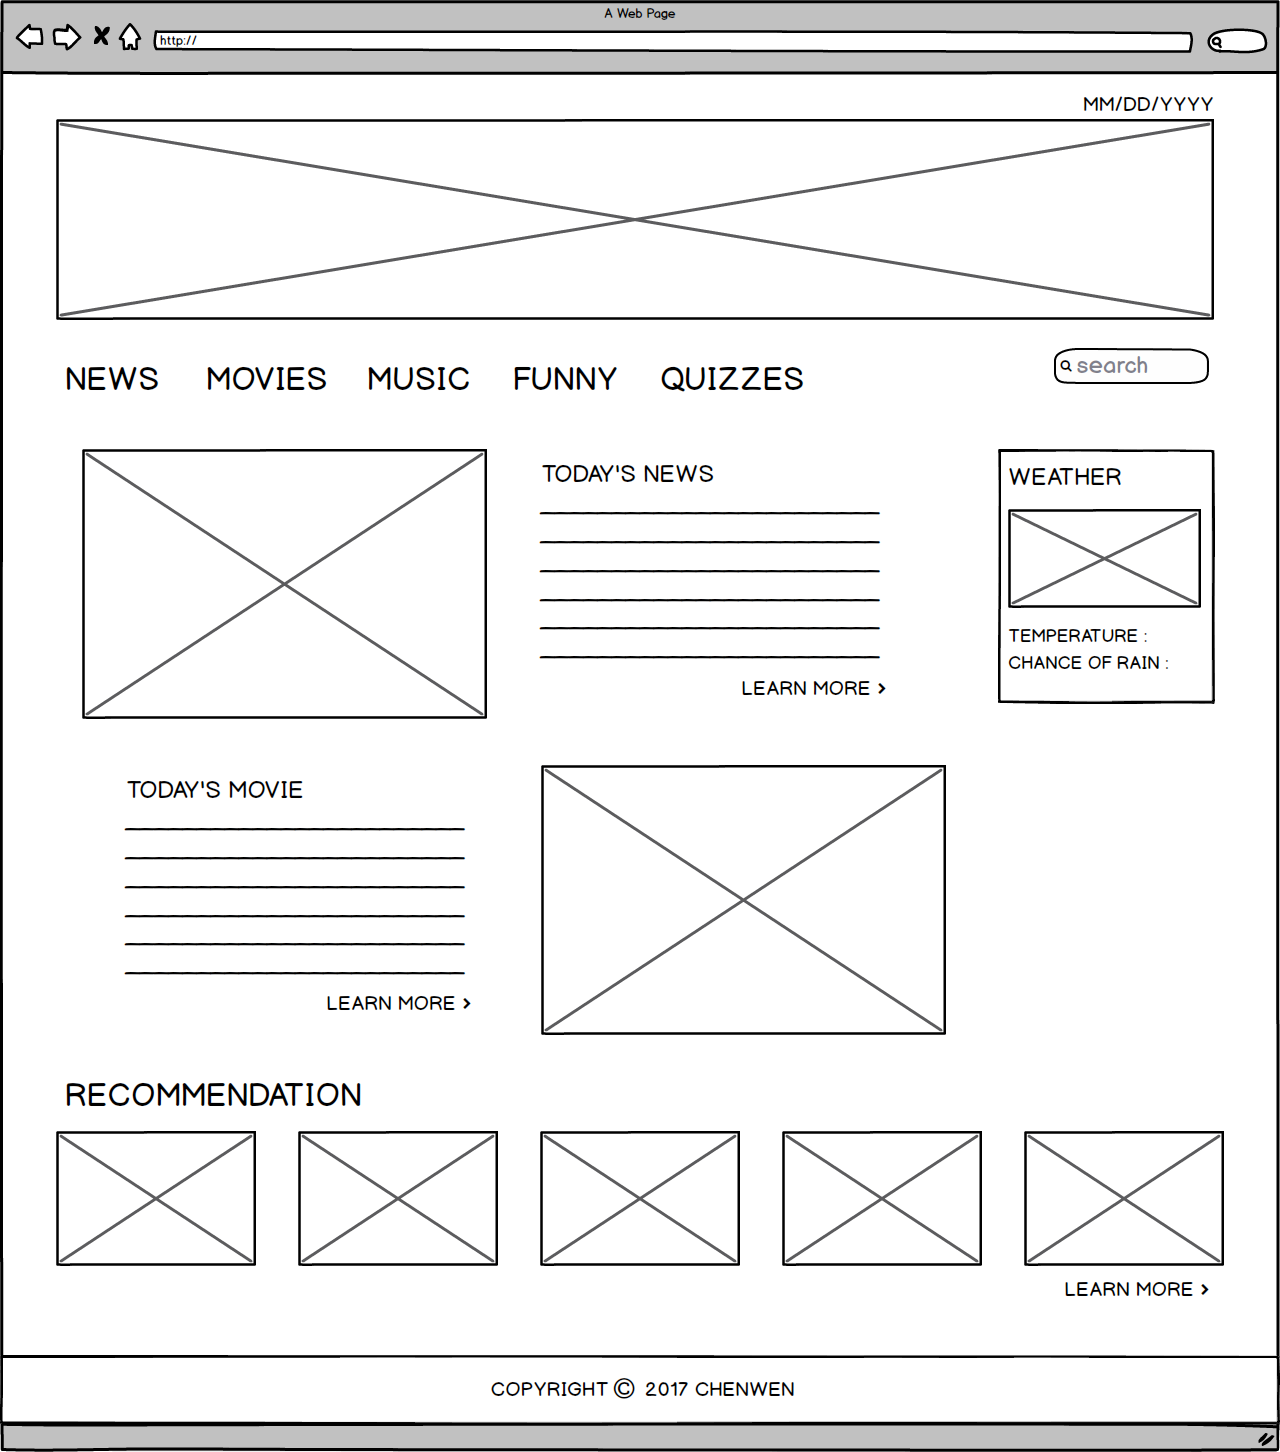 A Web Page
http://
MM/DD/YYYY
NEWS MOVIES MUSIC FUNNY QUIZZES
search
TODAY'S NEWS
LEARN MORE >
WEATHER
TEMPERATURE :
CHANCE OF RAIN :
TODAY'S MOVIE
LEARN MORE >
RECOMMENDATION
LEARN MORE >
COPYRIGHT © 2017 CHENWEN